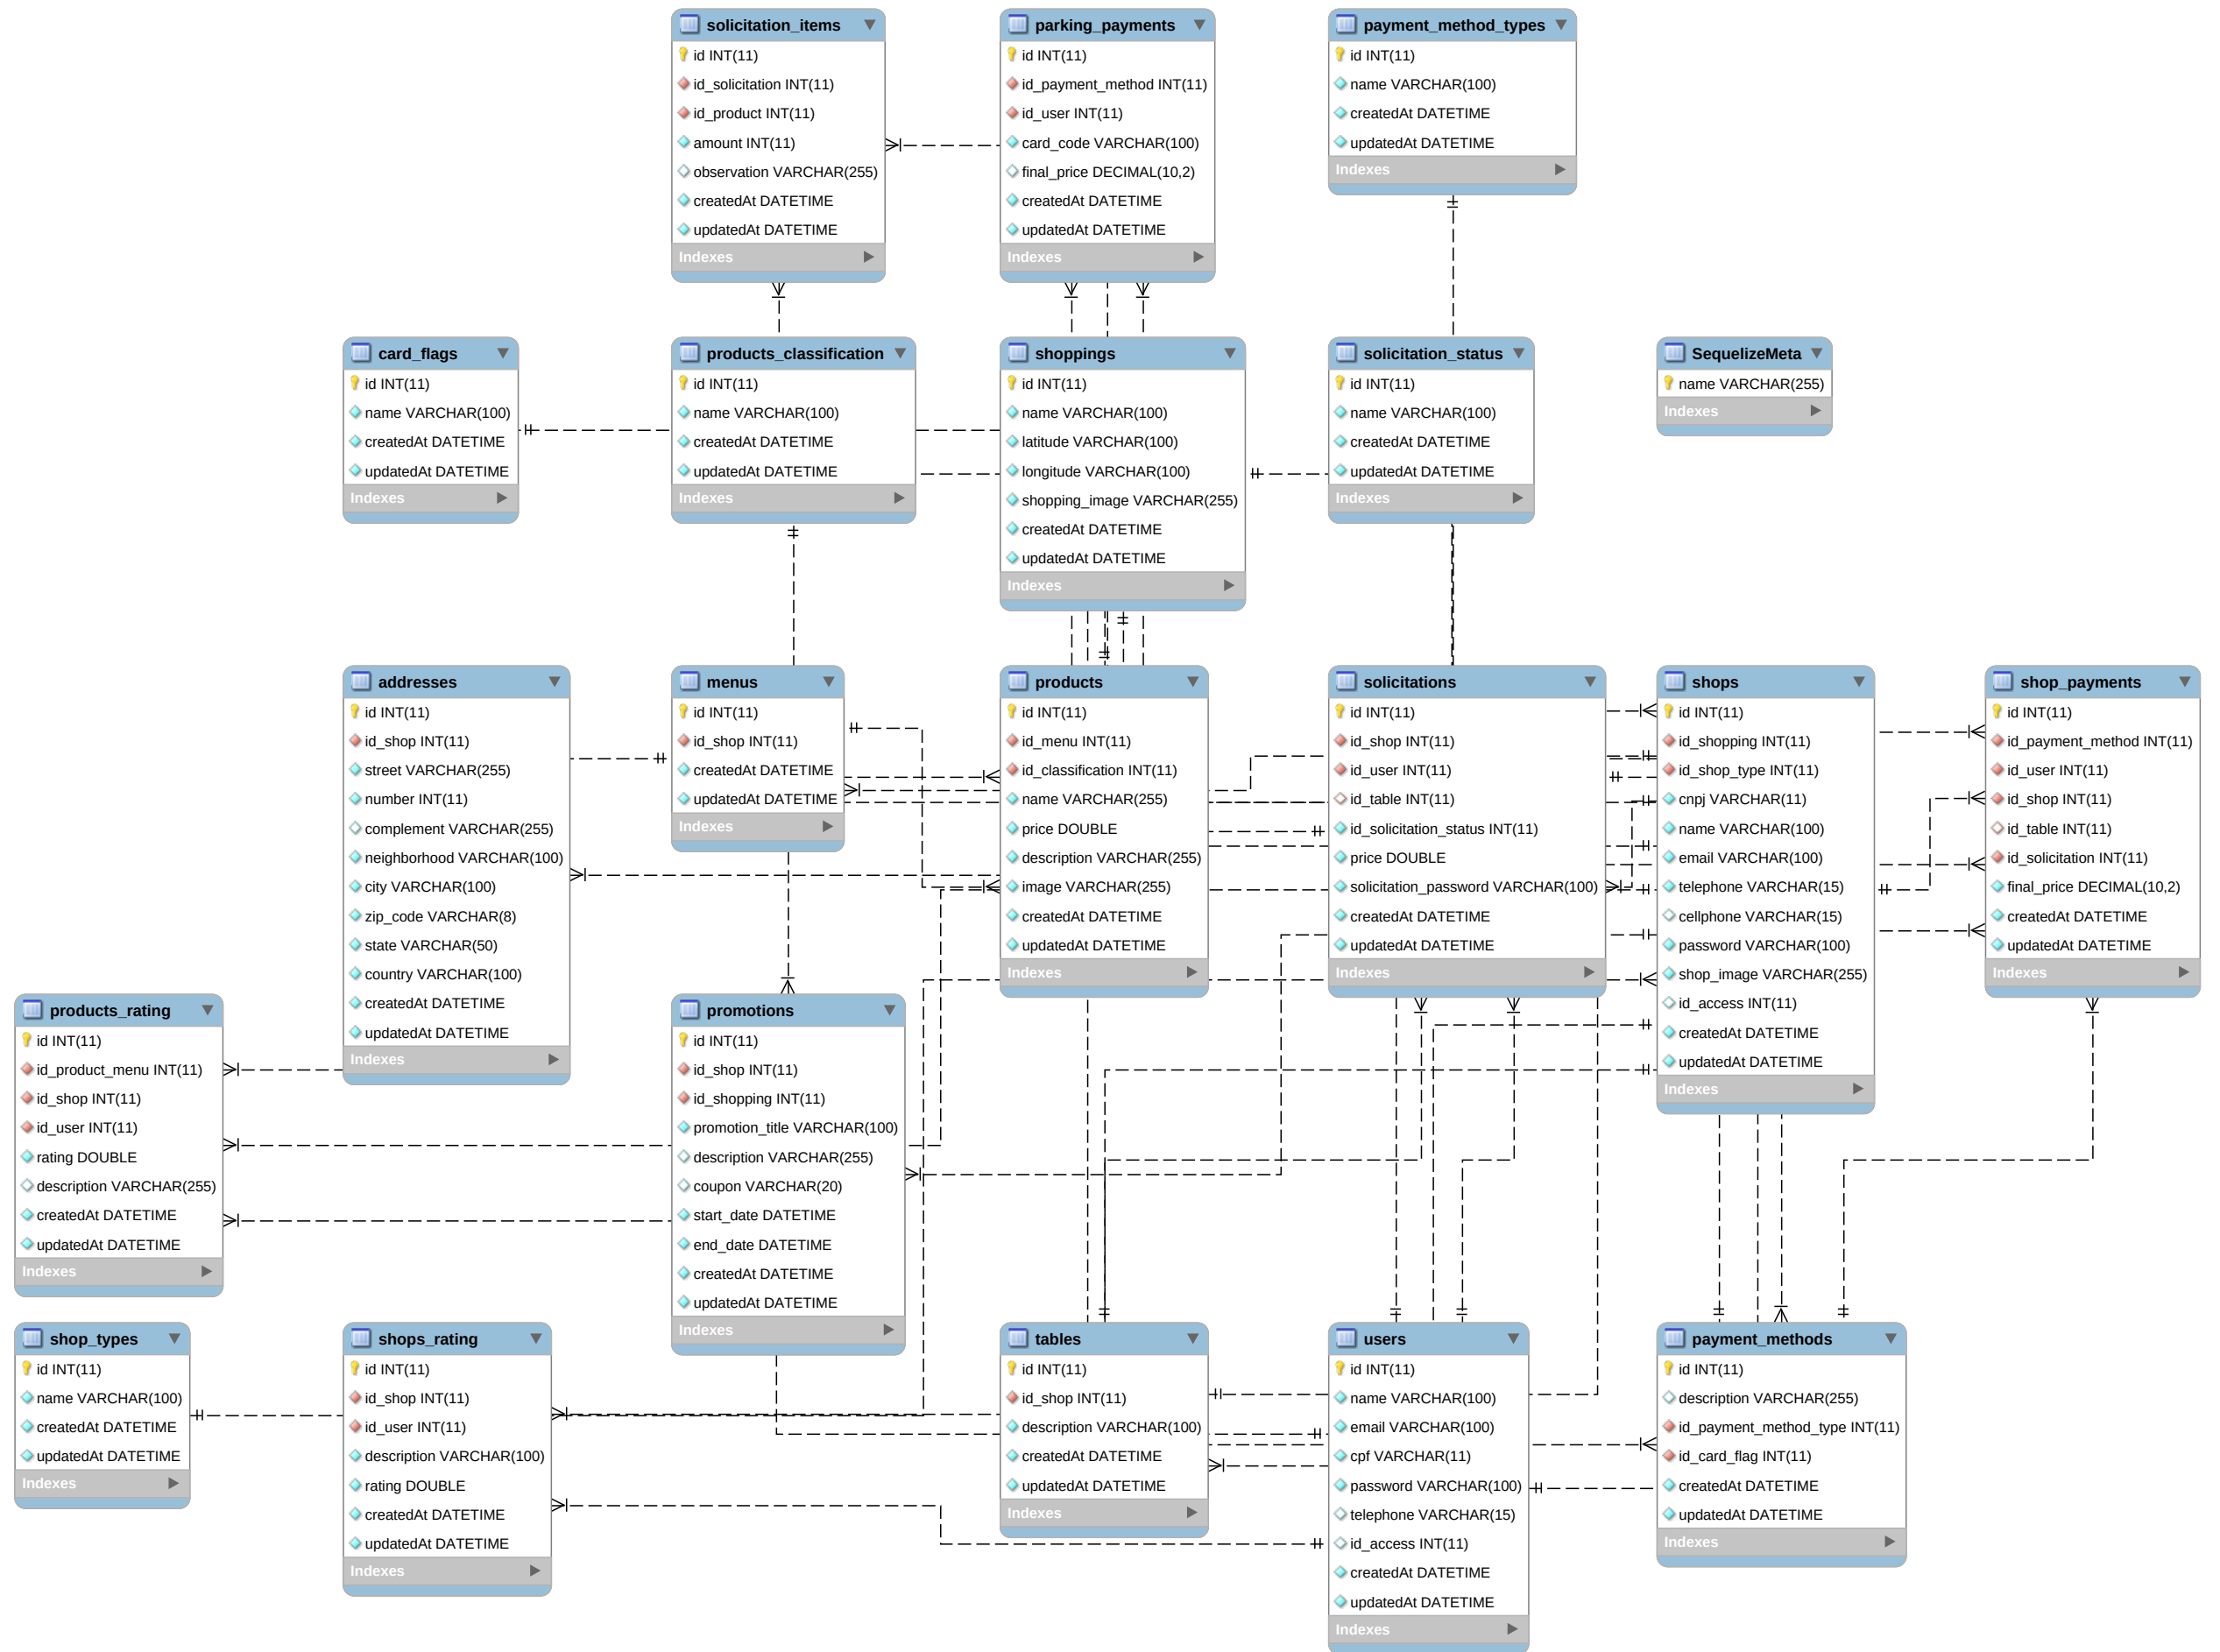 solicitation_items
id INT(11)
id_solicitation INT(11)
id_product INT(11)
amount INT(11)
observation VARCHAR(255)
createdAt DATETIME
updatedAt DATETIME
Indexes
parking_payments
id INT(11)
id_payment_method INT(11)
id_user INT(11)
card_code VARCHAR(100)
final_price DECIMAL(10,2)
createdAt DATETIME
updatedAt DATETIME
Indexes
payment_method_types
id INT(11)
name VARCHAR(100)
createdAt DATETIME
updatedAt DATETIME
Indexes
card_flags
id INT(11)
name VARCHAR(100)
createdAt DATETIME
updatedAt DATETIME
Indexes
products_classification
id INT(11)
name VARCHAR(100)
createdAt DATETIME
updatedAt DATETIME
Indexes
shoppings
id INT(11)
name VARCHAR(100)
latitude VARCHAR(100)
longitude VARCHAR(100)
shopping_image VARCHAR(255)
createdAt DATETIME
updatedAt DATETIME
Indexes
solicitation_status
id INT(11)
name VARCHAR(100)
createdAt DATETIME
updatedAt DATETIME
Indexes
SequelizeMeta
name VARCHAR(255)
Indexes
addresses
id INT(11)
id_shop INT(11)
street VARCHAR(255)
number INT(11)
complement VARCHAR(255)
neighborhood VARCHAR(100)
city VARCHAR(100)
zip_code VARCHAR(8)
state VARCHAR(50)
country VARCHAR(100)
createdAt DATETIME
updatedAt DATETIME
Indexes
menus
id INT(11)
id_shop INT(11)
createdAt DATETIME
updatedAt DATETIME
Indexes
products
id INT(11)
id_menu INT(11)
id_classification INT(11)
name VARCHAR(255)
price DOUBLE
description VARCHAR(255)
image VARCHAR(255)
createdAt DATETIME
updatedAt DATETIME
Indexes
solicitations
id INT(11)
id_shop INT(11)
id_user INT(11)
id_table INT(11)
id_solicitation_status INT(11)
price DOUBLE
solicitation_password VARCHAR(100)
createdAt DATETIME
updatedAt DATETIME
Indexes
shops
id INT(11)
id_shopping INT(11)
id_shop_type INT(11)
cnpj VARCHAR(11)
name VARCHAR(100)
email VARCHAR(100)
telephone VARCHAR(15)
cellphone VARCHAR(15)
password VARCHAR(100)
shop_image VARCHAR(255)
id_access INT(11)
createdAt DATETIME
updatedAt DATETIME
Indexes
shop_payments
id INT(11)
id_payment_method INT(11)
id_user INT(11)
id_shop INT(11)
id_table INT(11)
id_solicitation INT(11)
final_price DECIMAL(10,2)
createdAt DATETIME
updatedAt DATETIME
Indexes
products_rating
id INT(11)
id_product_menu INT(11)
id_shop INT(11)
id_user INT(11)
rating DOUBLE
description VARCHAR(255)
createdAt DATETIME
updatedAt DATETIME
Indexes
promotions
id INT(11)
id_shop INT(11)
id_shopping INT(11)
promotion_title VARCHAR(100)
description VARCHAR(255)
coupon VARCHAR(20)
start_date DATETIME
end_date DATETIME
createdAt DATETIME
updatedAt DATETIME
Indexes
shop_types
id INT(11)
name VARCHAR(100)
createdAt DATETIME
updatedAt DATETIME
Indexes
shops_rating
id INT(11)
id_shop INT(11)
id_user INT(11)
description VARCHAR(100)
rating DOUBLE
createdAt DATETIME
updatedAt DATETIME
Indexes
tables
id INT(11)
id_shop INT(11)
description VARCHAR(100)
createdAt DATETIME
updatedAt DATETIME
Indexes
users
id INT(11)
name VARCHAR(100)
email VARCHAR(100)
cpf VARCHAR(11)
password VARCHAR(100)
telephone VARCHAR(15)
id_access INT(11)
createdAt DATETIME
updatedAt DATETIME
Indexes
payment_methods
id INT(11)
description VARCHAR(255)
id_payment_method_type INT(11)
id_card_flag INT(11)
createdAt DATETIME
updatedAt DATETIME
Indexes